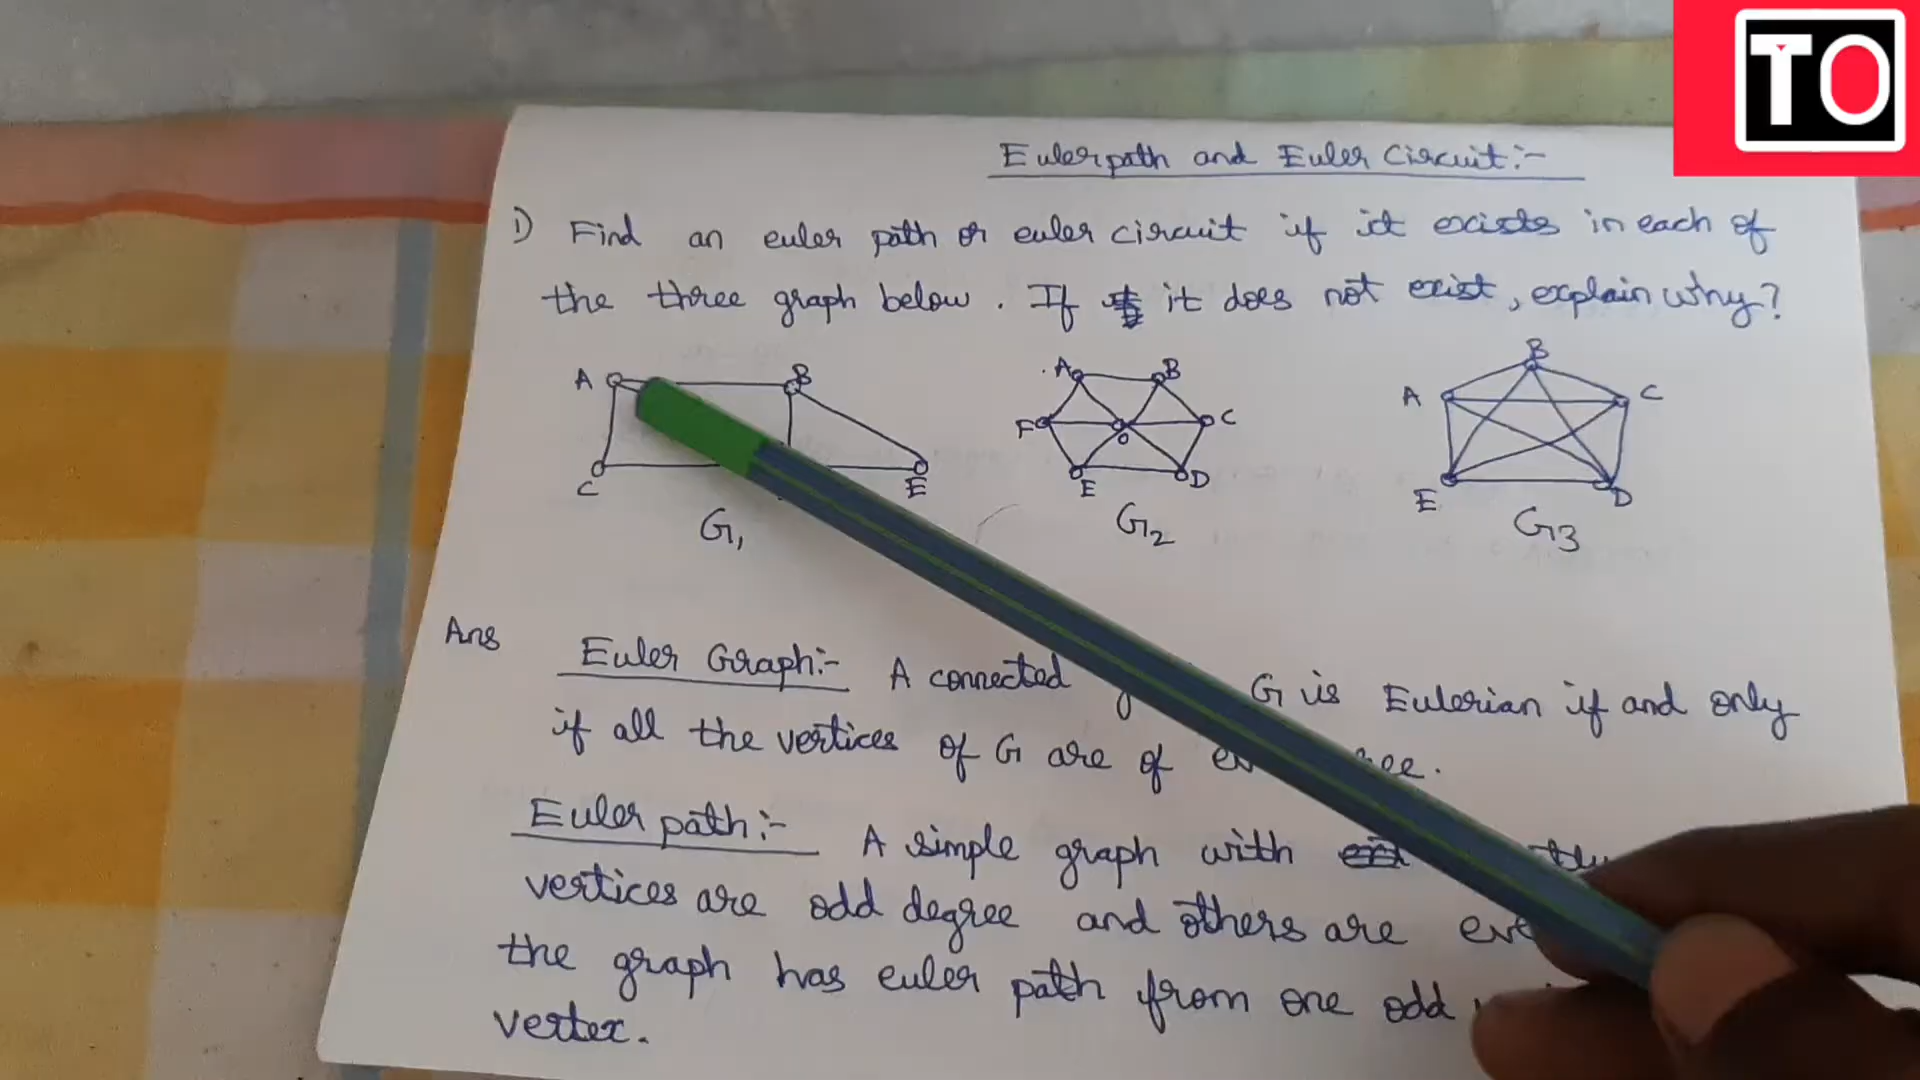 TO
Euler path and Euler Circuit:-
1) Find an euler path or euler circuit if it exists in each of
the three graph below. If it does not exist, explain why?
A B C E
A B F O C E D
B A C E D
G1 G2 G3
Ans
Euler Graph:- A connected G is Eulerian if and only
if all the vertices of G are of
Euler path:- A simple graph with
vertices are odd degree and others are
the graph has euler path from one odd
vertex.